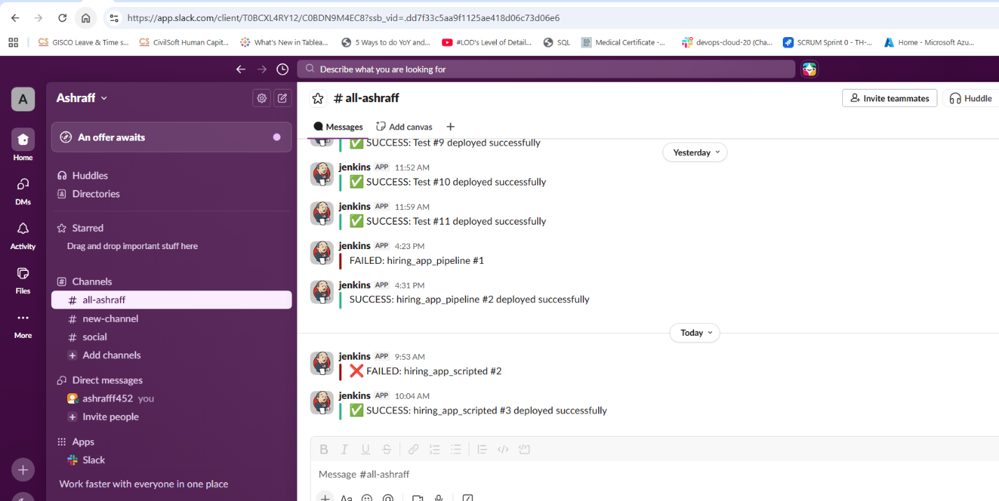 https://app.slack.com/client/T0BCXL4RY12/C0BDN9M4EC8?ssb_vid=.dd7f33c5aa9f1125ae418d06c73d06e6
GISCO Leave & Time s...
CivilSoft Human Capit...
What's New in Tablea...
5 Ways to do YoY and...
#LOD's Level of Detail...
SQL
Medical Certificate -...
devops-cloud-20 (Cha...
SCRUM Sprint 0 - TH-...
Home - Microsoft Azu...
Describe what you are looking for
A
Home
DMs
Activity
Files
More
Ashraff
An offer awaits
Huddles
Directories
Starred
Drag and drop important stuff here
Channels
# all-ashraff
# new-channel
# social
+ Add channels
Direct messages
ashrafff452 you
+ Invite people
Apps
Slack
Work faster with everyone in one place
# all-ashraff
Invite teammates
Huddle
Messages
Add canvas
+
SUCCESS: Test #9 deployed successfully
Yesterday
jenkins APP 11:52 AM
✅ SUCCESS: Test #10 deployed successfully
jenkins APP 11:59 AM
✅ SUCCESS: Test #11 deployed successfully
jenkins APP 4:23 PM
FAILED: hiring_app_pipeline #1
jenkins APP 4:31 PM
SUCCESS: hiring_app_pipeline #2 deployed successfully
Today
jenkins APP 9:53 AM
❌ FAILED: hiring_app_scripted #2
jenkins APP 10:04 AM
✅ SUCCESS: hiring_app_scripted #3 deployed successfully
B I U S
Message #all-ashraff
Aa